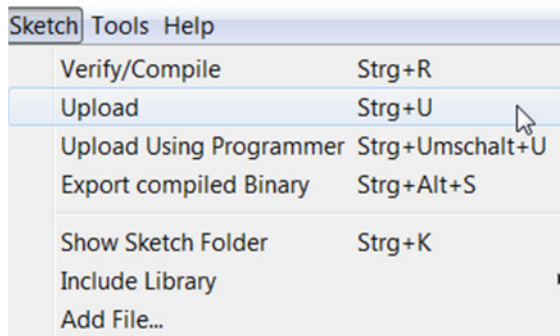 Sketch Tools Help
Verify/Compile Strg+R
Upload Strg+U
Upload Using Programmer Strg+Umschalt+U
Export compiled Binary Strg+Alt+S
Show Sketch Folder Strg+K
Include Library
Add File...